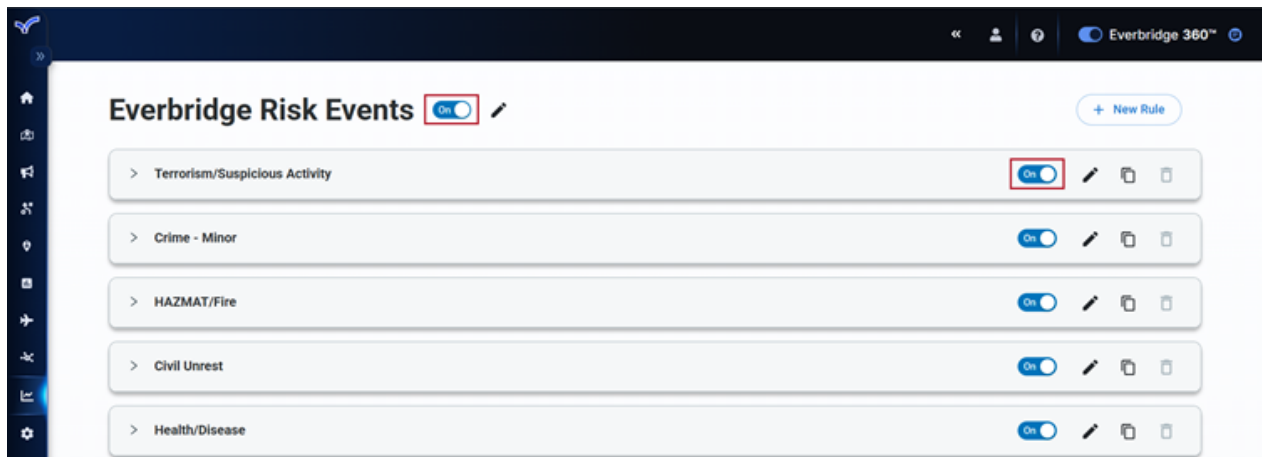 Everbridge 360™
Everbridge Risk Events On
+ New Rule
Terrorism/Suspicious Activity On
Crime - Minor On
HAZMAT/Fire On
Civil Unrest On
Health/Disease On